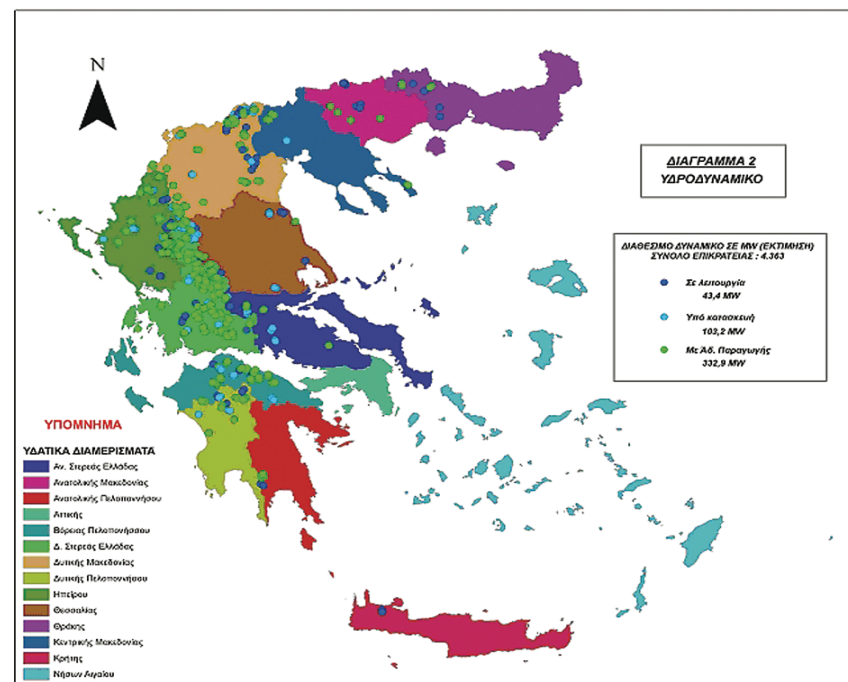 N
ΔΙΑΓΡΑΜΜΑ 2
ΥΔΡΟΔΥΝΑΜΙΚΟ
ΔΙΑΘΕΣΙΜΟ ΔΥΝΑΜΙΚΟ ΣΕ MW (ΕΚΤΙΜΗΣΗ)
ΣΥΝΟΛΟ ΕΠΙΚΡΑΤΕΙΑΣ : 4.363
Σε λειτουργία
43,4 MW
Υπό κατασκευή
103,2 MW
Με Άδ. Παραγωγής
332,9 MW
ΥΠΟΜΝΗΜΑ
ΥΔΑΤΙΚΑ ΔΙΑΜΕΡΙΣΜΑΤΑ
Αν. Στερεάς Ελλάδας
Ανατολικής Μακεδονίας
Ανατολικής Πελοποννήσου
Αττικής
Βόρειας Πελοπονήσσου
Δ. Στερεάς Ελλάδας
Δυτικής Μακεδονίας
Δυτικής Πελοποννήσου
Ηπείρου
Θεσσαλίας
Θράκης
Κεντρικής Μακεδονίας
Κρήτης
Νήσων Αιγαίου